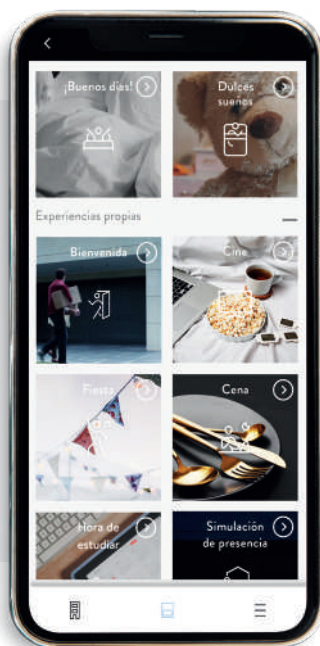 ¡Buenos días!
Dulces
sueños
Experiencias propias
Bienvenida
Cine
Fiesta
Cena
Hora de
estudiar
Simulación
de presencia